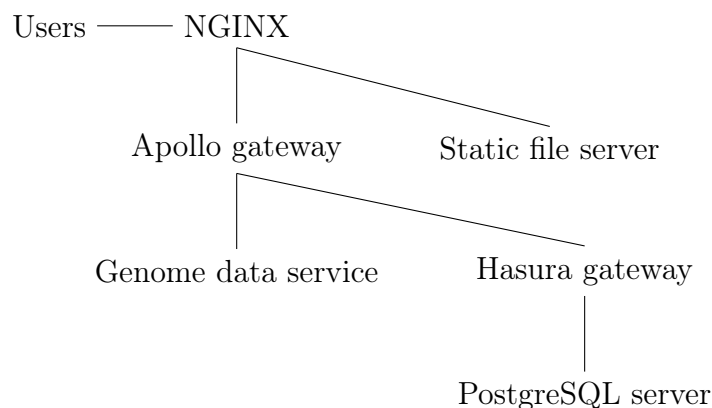 Users
NGINX
Apollo gateway
Static file server
Genome data service
Hasura gateway
PostgreSQL server